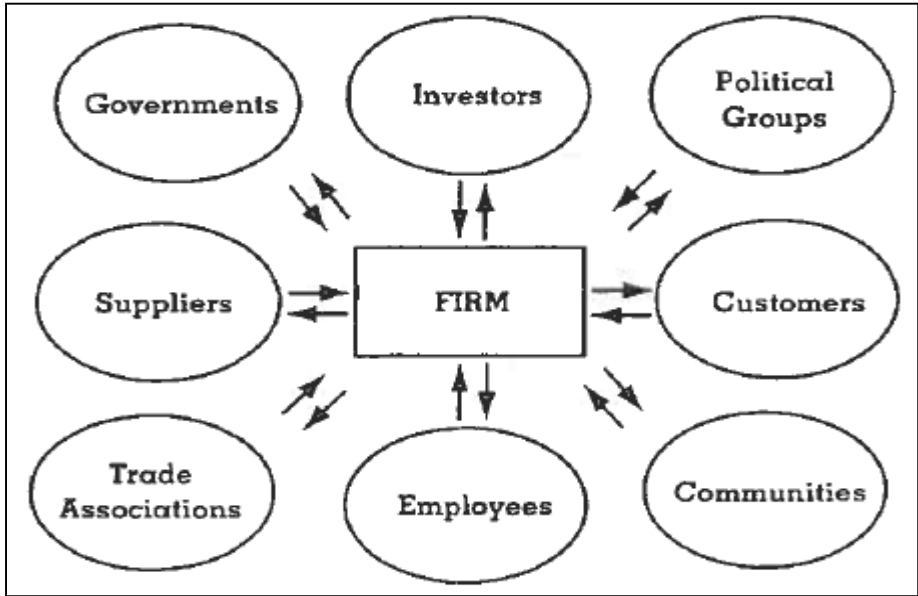 Governments
Investors
Political
Groups
Suppliers
FIRM
Customers
Trade
Associations
Employees
Communities